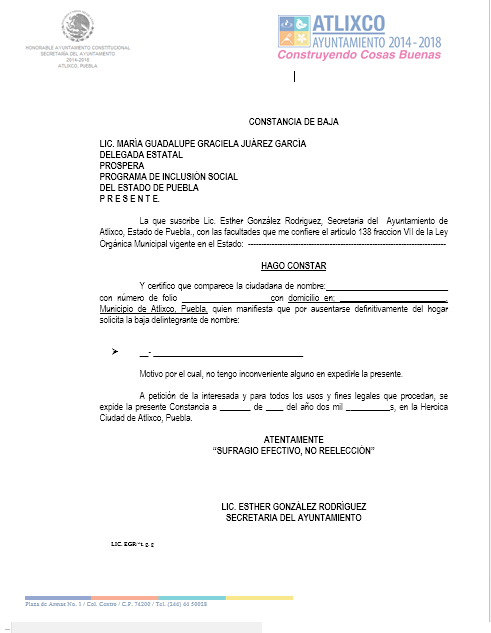 HONORABLE AYUNTAMIENTO CONSTITUCIONAL
SECRETARIA DEL AYUNTAMIENTO
2014-2018
ATLIXCO, PUEBLA
ATLIXCO
AYUNTAMIENTO 2014 - 2018
Construyendo Cosas Buenas
CONSTANCIA DE BAJA
LIC. MARÍA GUADALUPE GRACIELA JUÁREZ GARCÍA
DELEGADA ESTATAL
PROSPERA
PROGRAMA DE INCLUSIÓN SOCIAL
DEL ESTADO DE PUEBLA
P R E S E N T E.
La que suscribe Lic. Esther González Rodríguez, Secretaria del Ayuntamiento de
Atlixco, Estado de Puebla., con las facultades que me confiere el artículo 138 fraccion VII de la Ley
Orgánica Municipal vigente en el Estado: ------------------------------------------------------------
HAGO CONSTAR
Y certifico que comparece la ciudadana de nombre:____________________________
con número de folio _____________________con domicilio en: ________________________,
Municipio de Atlixco, Puebla, quien manifiesta que por ausentarse definitivamente del hogar
solicita la baja delintegrante de nombre:
➤ __- __________________________________
Motivo por el cual, no tengo inconveniente alguno en expedirle la presente.
A petición de la interesada y para todos los usos y fines legales que procedan, se
expide la presente Constancia a _______ de ____ del año dos mil __________s, en la Heroica
Ciudad de Atlixco, Puebla.
ATENTAMENTE
“SUFRAGIO EFECTIVO, NO REELECCIÓN”
LIC. ESTHER GONZÁLEZ RODRÍGUEZ
SECRETARIA DEL AYUNTAMIENTO
LIC. EGR
Plaza de Armas No. 1 / Col. Centro / C.P. 74200 / Tel. (244) 44 50028